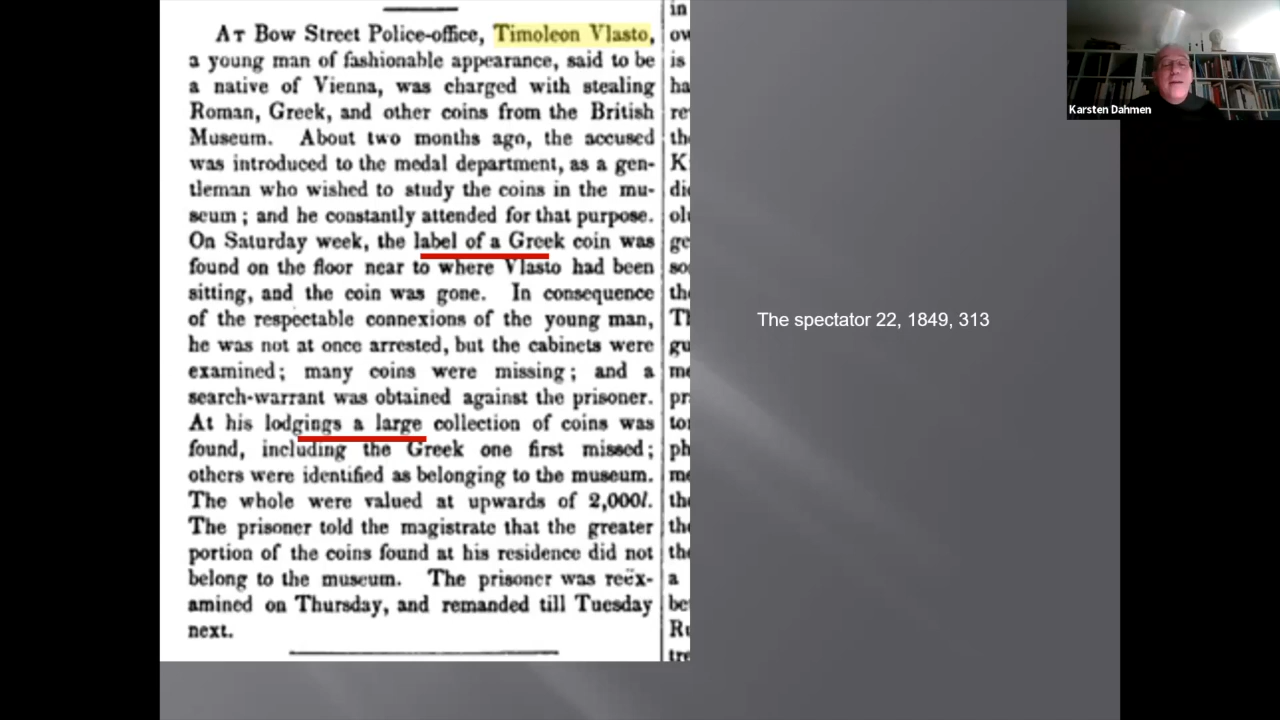 AT Bow Street Police-office, Timoleon Vlasto,
a young man of fashionable appearance, said to be
a native of Vienna, was charged with stealing
Roman, Greek, and other coins from the British
Museum. About two months ago, the accused
was introduced to the medal department, as a gen-
tleman who wished to study the coins in the mu-
seum; and he constantly attended for that purpose.
On Saturday week, the label of a Greek coin was
found on the floor near to where Vlasto had been
sitting, and the coin was gone. In consequence
of the respectable connexions of the young man,
he was not at once arrested, but the cabinets were
examined; many coins were missing; and a
search-warrant was obtained against the prisoner.
At his lodgings a large collection of coins was
found, including the Greek one first missed;
others were identified as belonging to the museum.
The whole were valued at upwards of 2,000l.
The prisoner told the magistrate that the greater
portion of the coins found at his residence did not
belong to the museum. The prisoner was reëx-
amined on Thursday, and remanded till Tuesday
next.
The spectator 22, 1849, 313
Karsten Dahmen